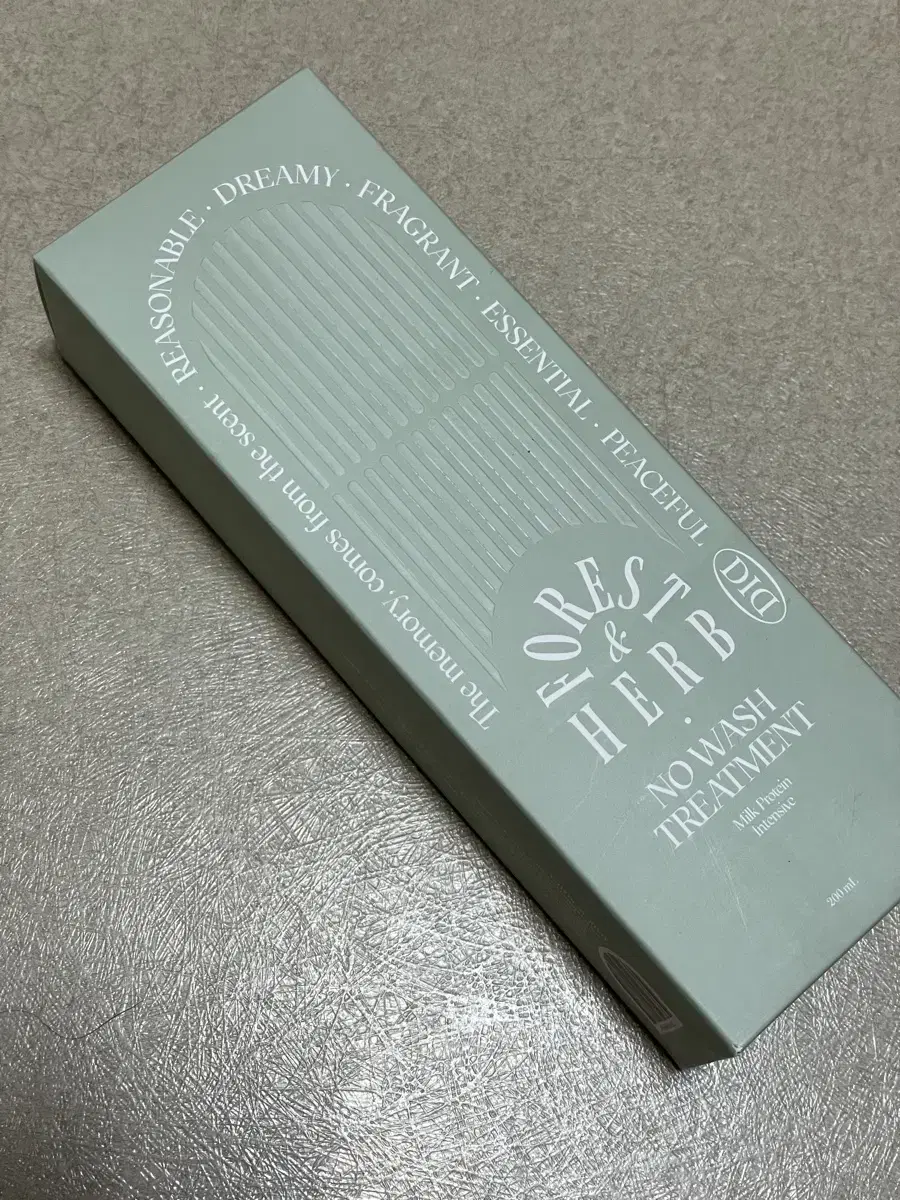 The memory, comes from the scent · REASONABLE · DREAMY · FRAGRANT · ESSENTIAL · PEACEFUL
FOREST
&
HERB
DID
NO WASH
TREATMENT
Milk Protein
Intensive
200 mL